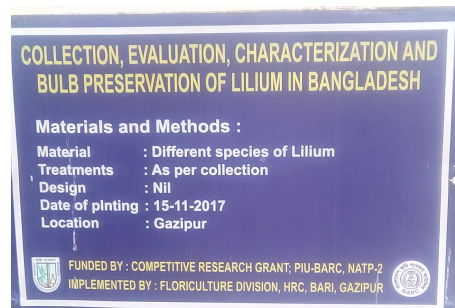 COLLECTION, EVALUATION, CHARACTERIZATION AND
BULB PRESERVATION OF LILIUM IN BANGLADESH
Materials and Methods :
Material : Different species of Lilium
Treatments : As per collection
Design : Nil
Date of plnting : 15-11-2017
Location : Gazipur
FUNDED BY : COMPETITIVE RESEARCH GRANT; PIU-BARC, NATP-2
IMPLEMENTED BY : FLORICULTURE DIVISION, HRC, BARI, GAZIPUR
BARC